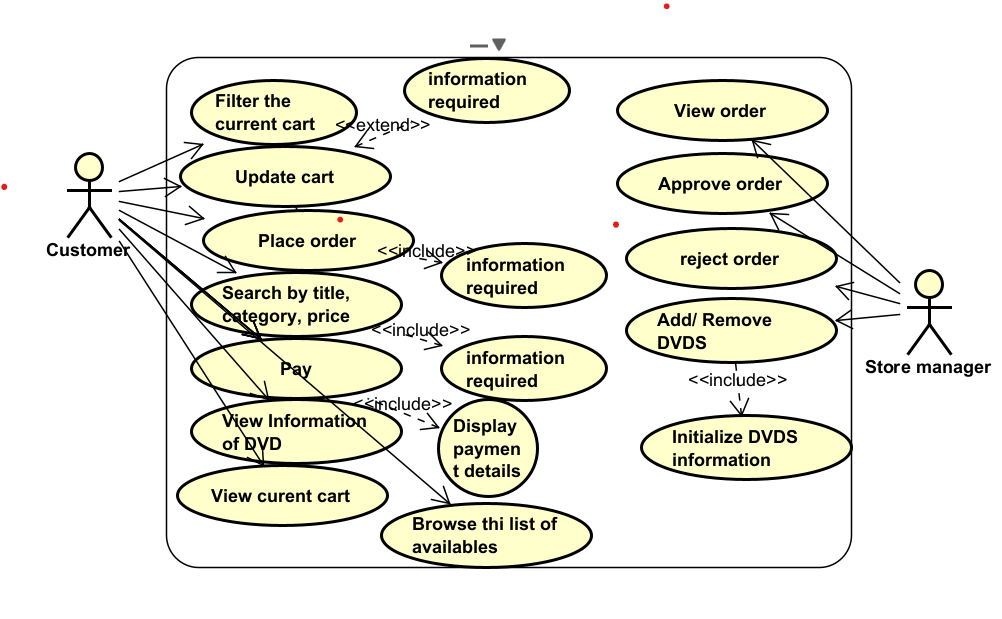 information
required
Filter the
current cart
<<extend>>
Update cart
Place order
<<include>>
information
required
Search by title,
category, price
<<include>>
information
required
Pay
<<include>>
Display
paymen
t details
View Information
of DVD
View curent cart
Browse thi list of
availables
Customer
View order
Approve order
reject order
Add/ Remove
DVDS
<<include>>
Initialize DVDS
information
Store manager